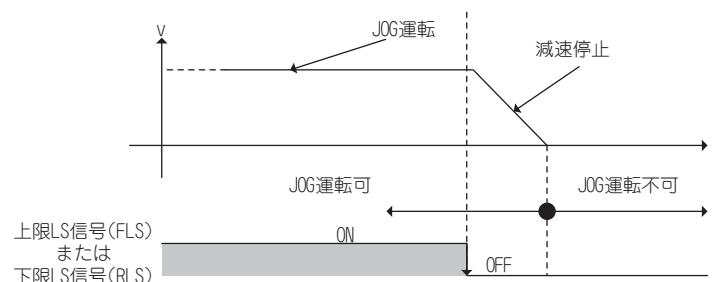 V
JOG運転
減速停止
JOG運転可
JOG運転不可
上限LS信号(FLS)
または
下限LS信号(RLS)
ON
OFF